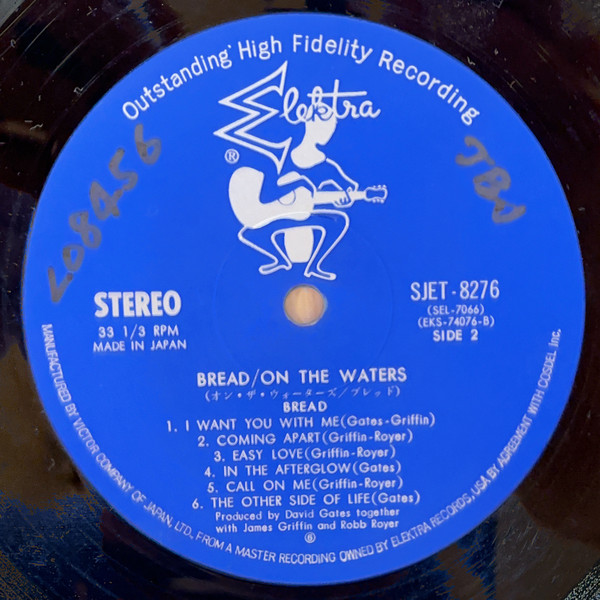 Outstanding High Fidelity Recording
Elektra
®
L08456
TBS
STEREO
33 1/3 RPM
MADE IN JAPAN
SJET-8276
(SEL-7066)
(EKS-74076-B)
SIDE 2
BREAD/ON THE WATERS
(オン・ザ・ウォーターズ/ブレッド)
BREAD
1. I WANT YOU WITH ME(Gates-Griffin)
2. COMING APART(Griffin-Royer)
3. EASY LOVE(Griffin-Royer)
4. IN THE AFTERGLOW(Gates)
5. CALL ON ME(Griffin-Royer)
6. THE OTHER SIDE OF LIFE(Gates)
Produced by David Gates together
with James Griffin and Robb Royer
MANUFACTURED BY VICTOR COMPANY OF JAPAN, LTD., FROM A MASTER RECORDING OWNED BY ELEKTRA RECORDS, USA BY AGREEMENT WITH COSDEL inc.